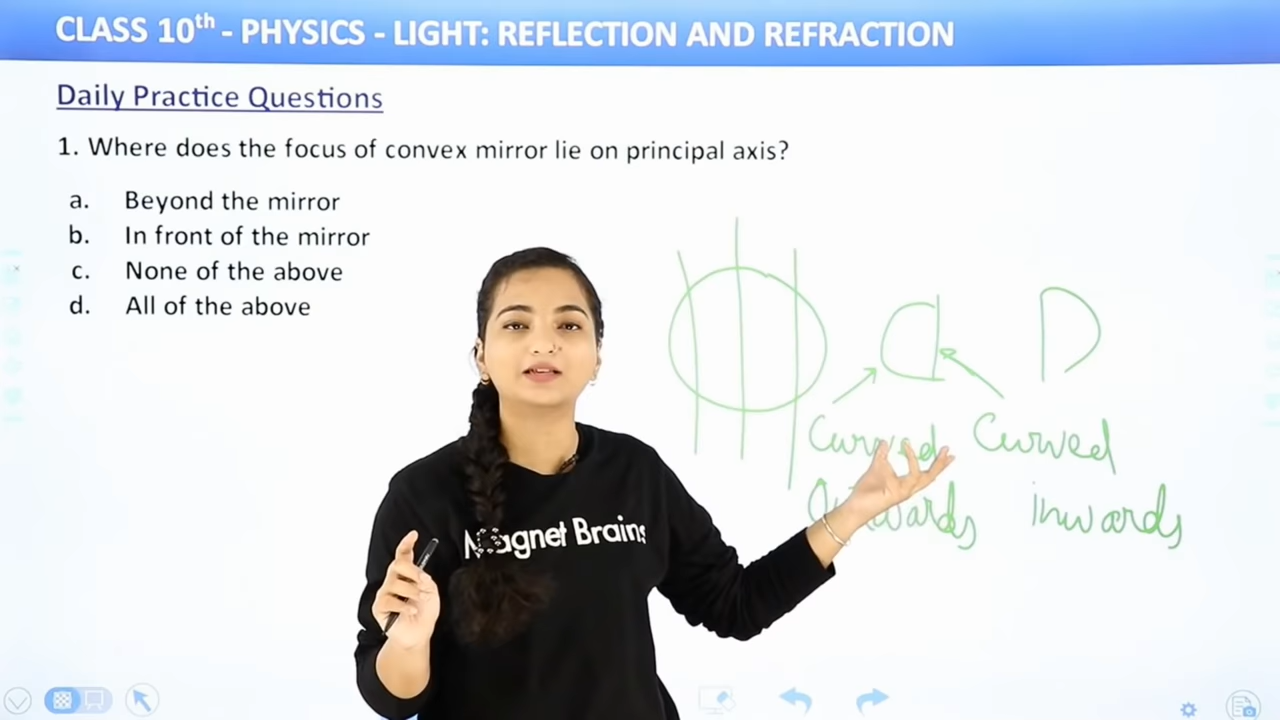 CLASS 10th - PHYSICS - LIGHT: REFLECTION AND REFRACTION
Daily Practice Questions
1. Where does the focus of convex mirror lie on principal axis?
a. Beyond the mirror
b. In front of the mirror
c. None of the above
d. All of the above
Curved Curved
Outwards inwards
Magnet Brains